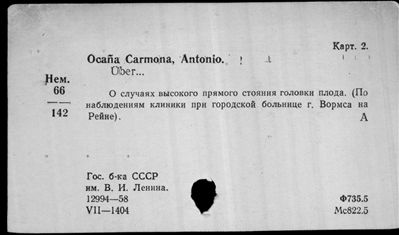 Карт. 2.
Ocaña Carmona, Antonio.
Über...
Нем.
66
142
О случаях высокого прямого стояния головки плода. (По
наблюдениям клиники при городской больнице г. Вормса на
Рейне).
А
Гос. б-ка СССР
им. В. И. Ленина.
12994—58
VII—1404
Ф735.5
Мс822.5